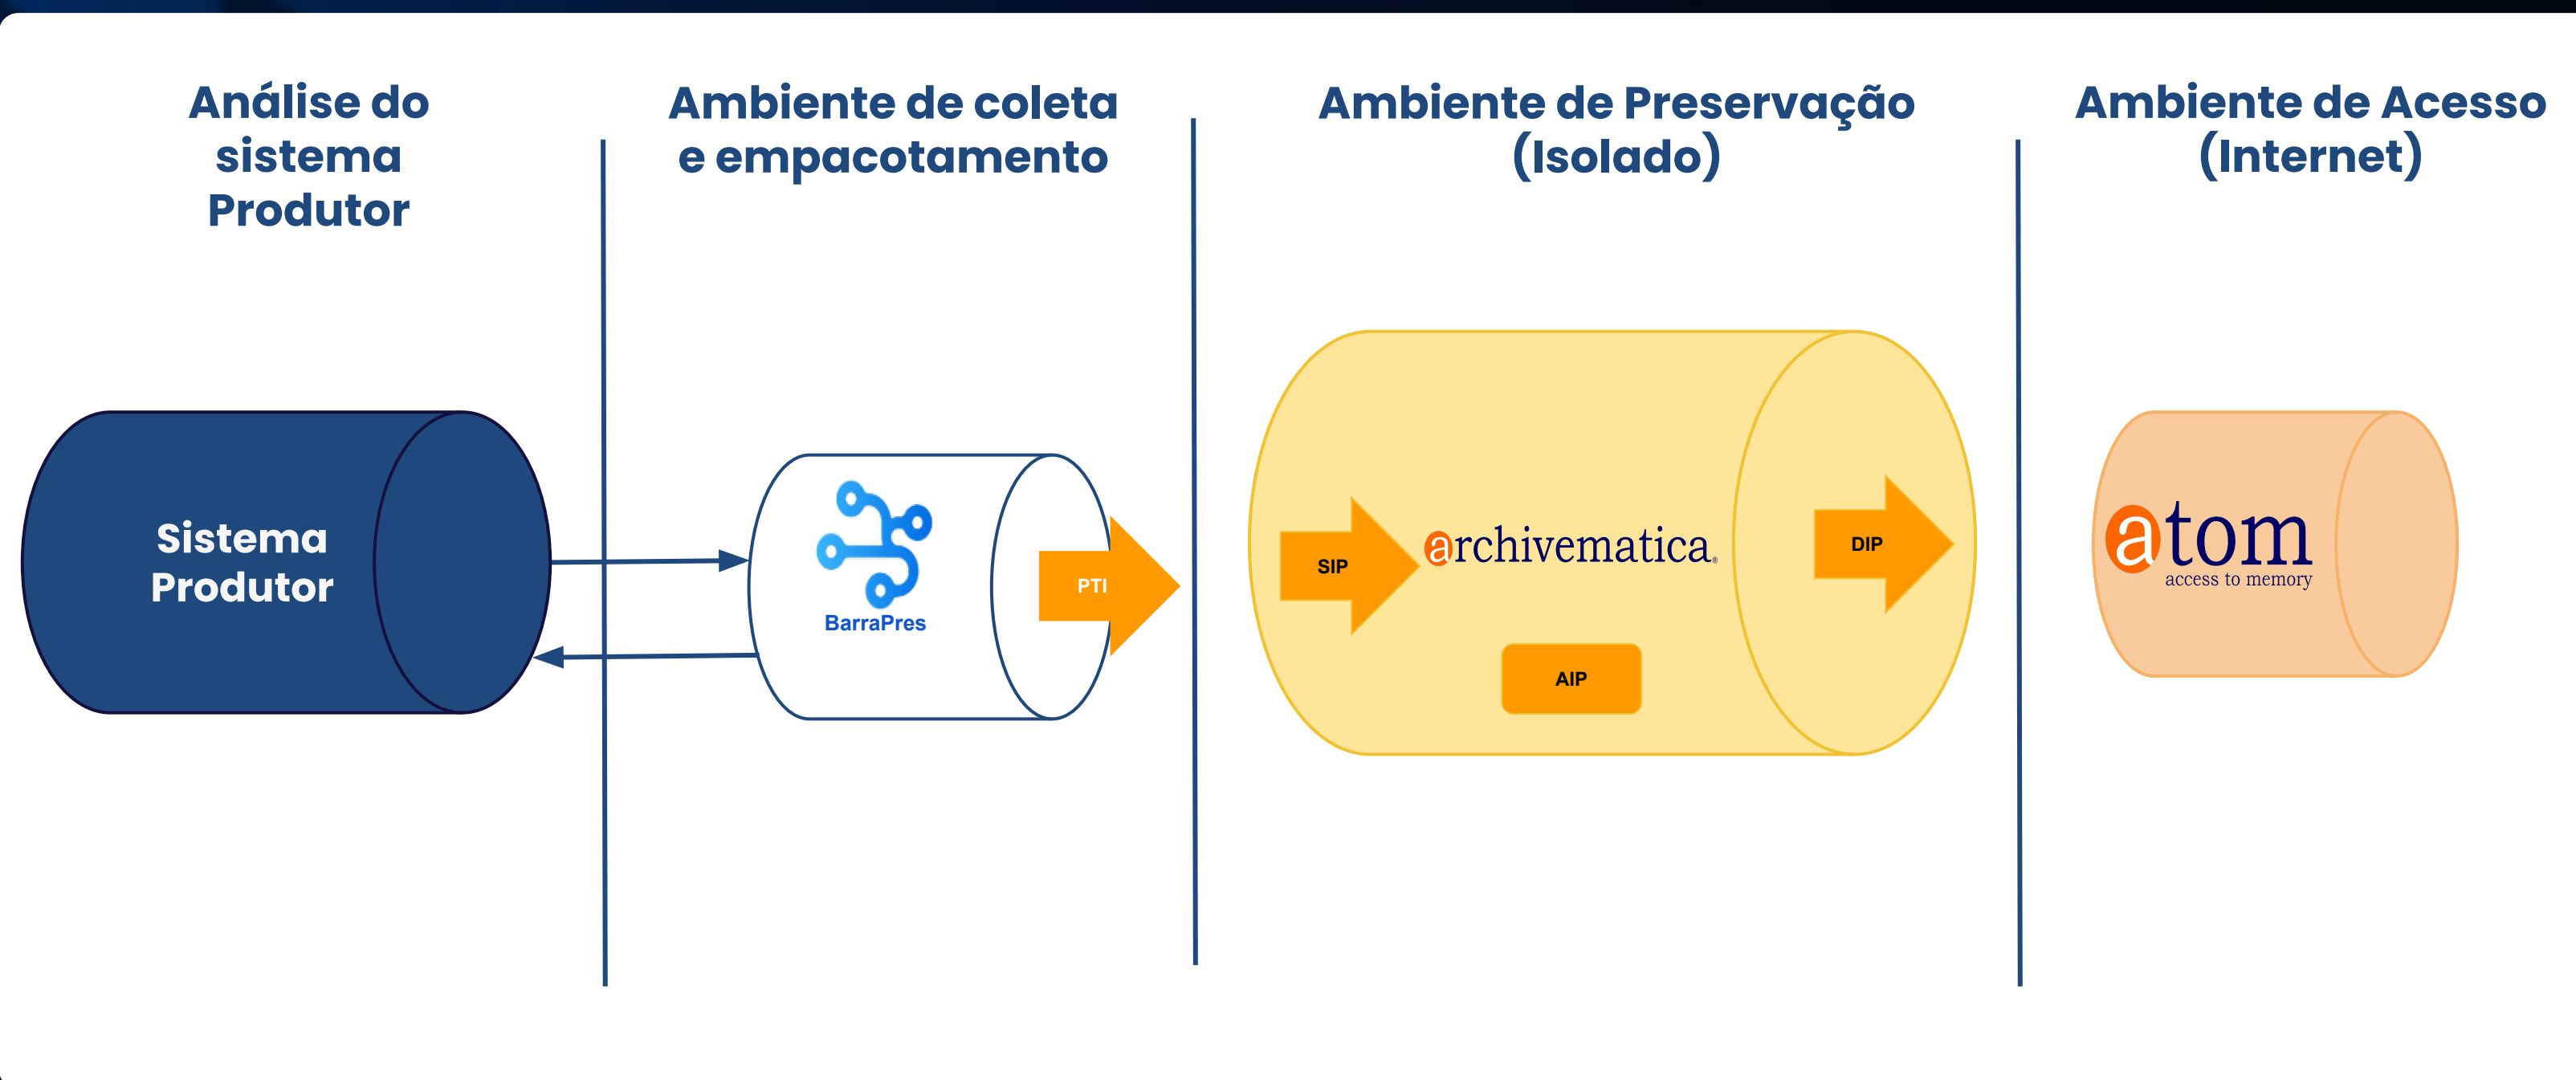 Análise do
sistema
Produtor
Ambiente de coleta
e empacotamento
Ambiente de Preservação
(Isolado)
Ambiente de Acesso
(Internet)
Sistema
Produtor
BarraPres
PTI
SIP
archivematica®
AIP
DIP
atom
access to memory